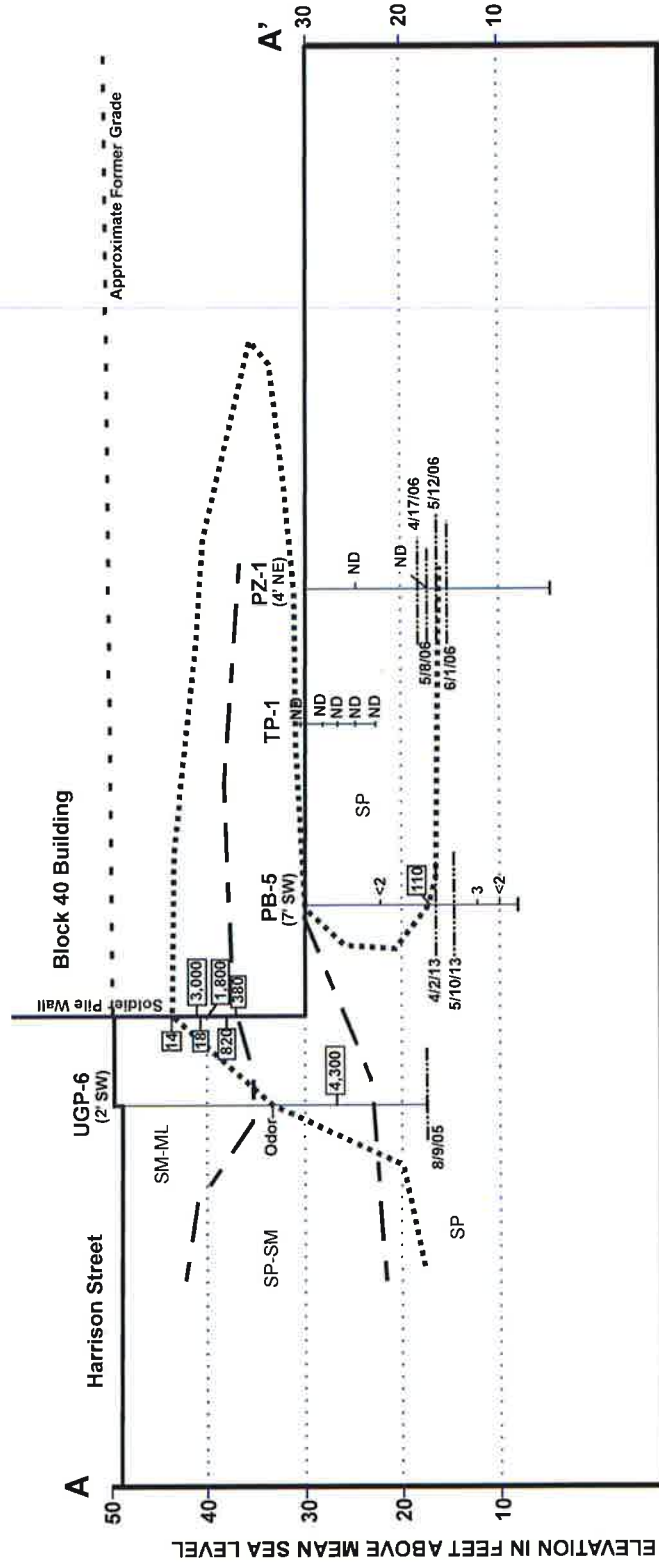 A
A'
Harrison Street
Block 40 Building
Approximate Former Grade
UGP-6
(2' SW)
Soldier Pile Wall
PB-5
(7' SW)
TP-1
PZ-1
(4' NE)
50
40
30
20
10
30
20
10
ELEVATION IN FEET ABOVE MEAN SEA LEVEL
SM-ML
SP-SM
SP
SP
14
18
820
3,000
1,800
380
Odor
4,300
8/9/05
<2
110
3
<2
4/2/13
5/10/13
ND
ND
ND
ND
ND
ND
ND
4/17/06
5/8/06
5/12/06
6/1/06